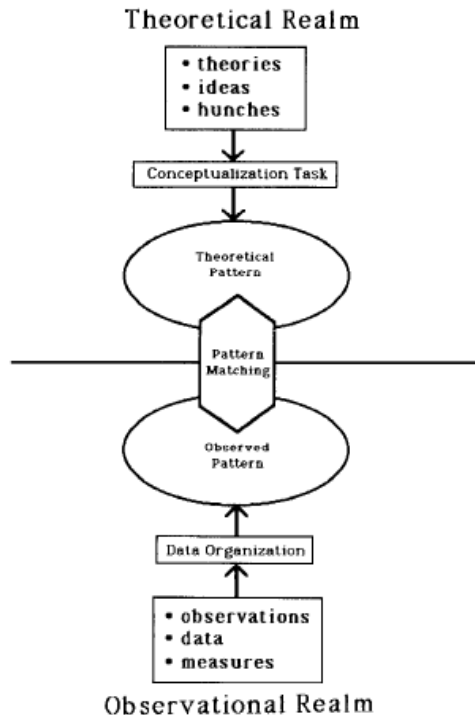 Theoretical Realm
• theories
• ideas
• hunches
Conceptualization Task
Theoretical
Pattern
Pattern
Matching
Observed
Pattern
Data Organization
• observations
• data
• measures
Observational Realm